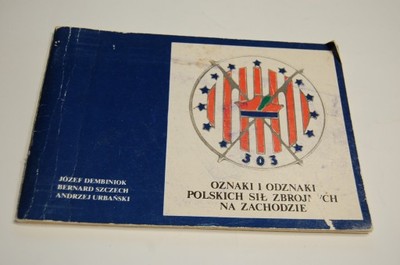 303
OZNAKI I ODZNAKI
POLSKICH SIŁ ZBROJNYCH
NA ZACHODZIE
JÓZEF DEMBINIOK
BERNARD SZCZECH
ANDRZEJ URBAŃSKI